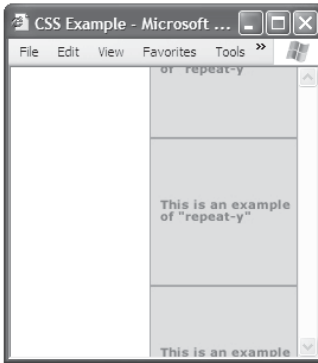 CSS Example - Microsoft ...
File Edit View Favorites Tools »
of "repeat-y"
This is an example
of "repeat-y"
This is an example